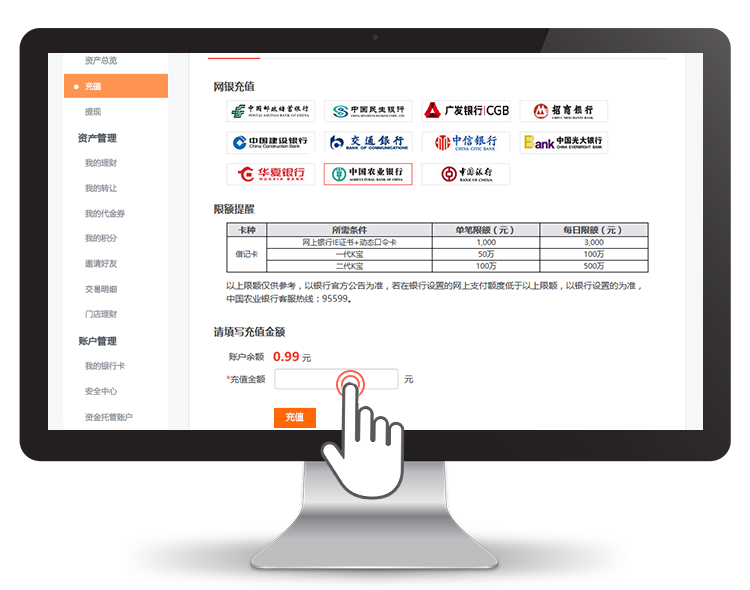 资产总览
充值
提现
资产管理
我的理财
我的转让
我的代金券
我的积分
邀请好友
交易明细
门店理财
账户管理
我的银行卡
安全中心
资金托管账户
网银充值
中国邮政储蓄银行
POSTAL SAVINGS BANK OF CHINA
中国民生银行
CHINA MINSHENG BANKING CORP., LTD.
广发银行|CGB
招商银行
CHINA MERCHANTS BANK
中国建设银行
China Construction Bank
交通银行
BANK OF COMMUNICATIONS
中信银行
CHINA CITIC BANK
Bank 中国光大银行
CHINA EVERBRIGHT BANK
华夏银行
HUAXIA BANK
中国农业银行
AGRICULTURAL BANK OF CHINA
中国银行
BANK OF CHINA
限额提醒
卡种 所需条件 单笔限额（元） 每日限额（元）
借记卡 网上银行IE证书+动态口令卡 1,000 3,000
一代K宝 50万 100万
二代K宝 100万 500万
以上限额仅供参考，以银行官方公告为准，若在银行设置的网上支付额度低于以上限额，以银行设置的为准，
中国农业银行客服热线：95599。
请填写充值金额
账户余额 0.99 元
*充值金额 元
充值